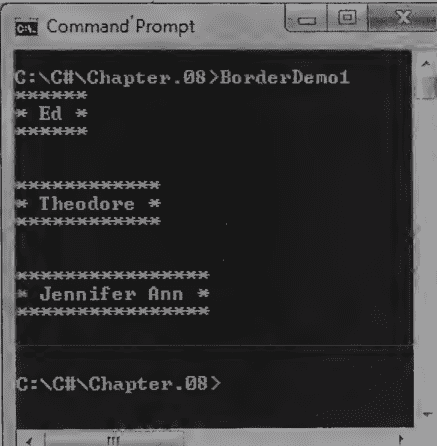 C:\. Command Prompt
C:\C#\Chapter.08>BorderDemo1
******
* Ed *
******
************
* Theodore *
************
****************
* Jennifer Ann *
****************
C:\C#\Chapter.08>